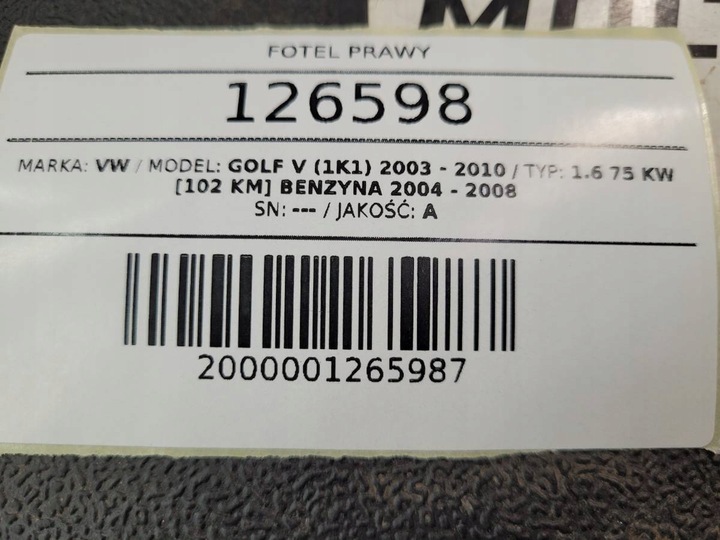 FOTEL PRAWY
126598
MARKA: VW / MODEL: GOLF V (1K1) 2003 - 2010 / TYP: 1.6 75 KW
[102 KM] BENZYNA 2004 - 2008
SN: --- / JAKOŚĆ: A
2000001265987